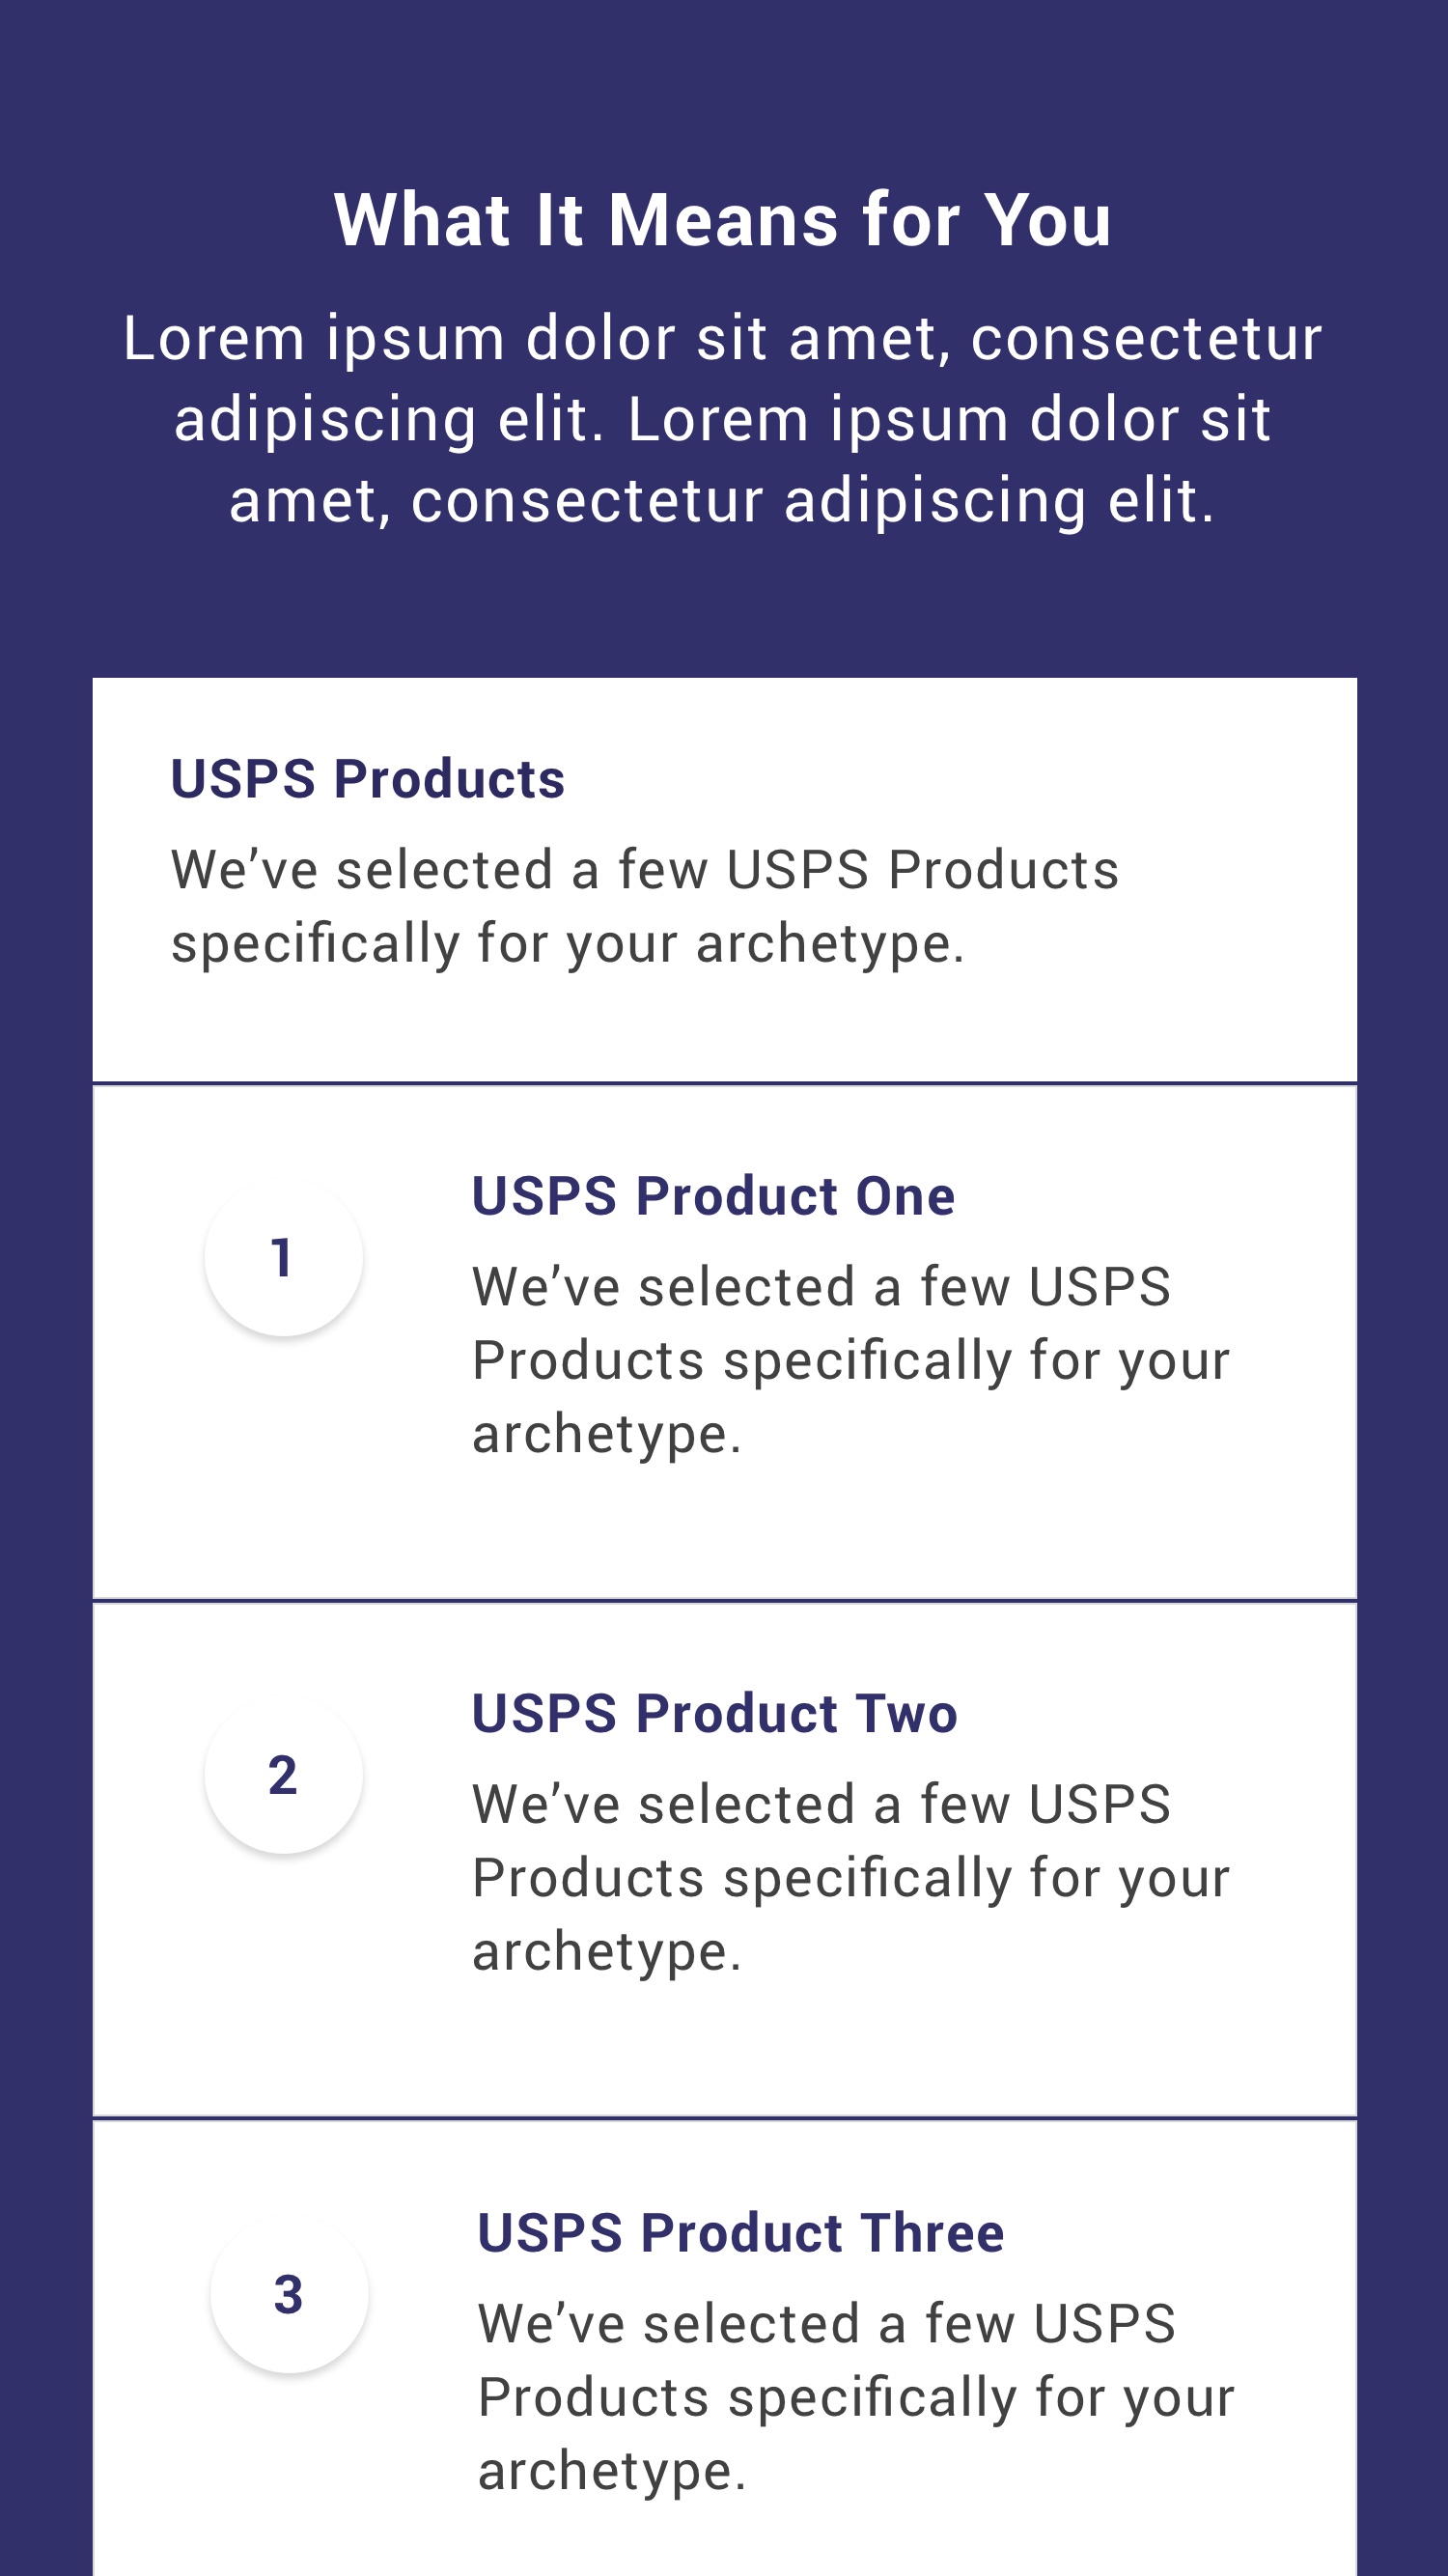 What It Means for You
Lorem ipsum dolor sit amet, consectetur
adipiscing elit. Lorem ipsum dolor sit
amet, consectetur adipiscing elit.
USPS Products
We’ve selected a few USPS Products
specifically for your archetype.
1
USPS Product One
We’ve selected a few USPS
Products specifically for your
archetype.
2
USPS Product Two
We’ve selected a few USPS
Products specifically for your
archetype.
3
USPS Product Three
We’ve selected a few USPS
Products specifically for your
archetype.